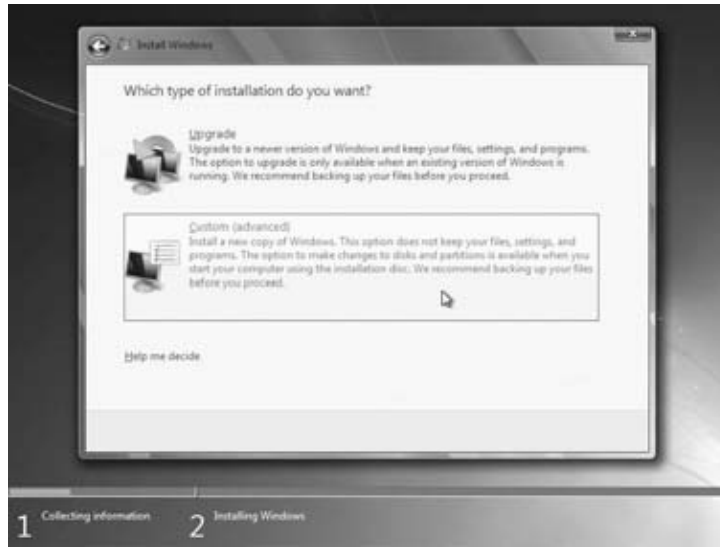 Install Windows
Which type of installation do you want?
Upgrade
Upgrade to a newer version of Windows and keep your files, settings, and programs.
The option to upgrade is only available when an existing version of Windows is
running. We recommend backing up your files before you proceed.
Custom (advanced)
Install a new copy of Windows. This option does not keep your files, settings, and
programs. The option to make changes to disks and partitions is available when you
start your computer using the installation disc. We recommend backing up your files
before you proceed.
Help me decide
1 Collecting information 2 Installing Windows